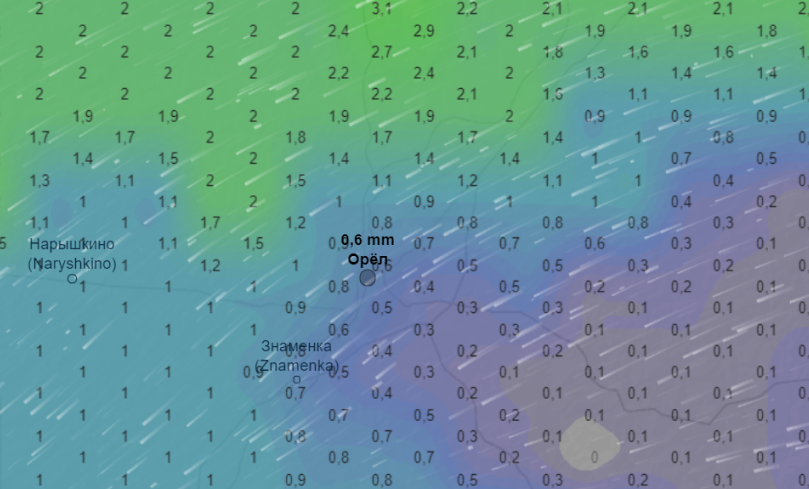 2 2 2 2 3,1 2,2 2,1 2,1 2,1 2,
2 2 2 2,4 2,9 2 1,9 1,9 1,8
2 2 2 2 2,7 2,1 1,8 1,6 1,6 1,
2 2 2 2,2 2,4 2 1,3 1,4 1,4
2 2 2 2 2,2 2,1 1,6 1,1 1,1 1,
1,9 1,9 2 1,9 1,9 2 0,9 0,9 0,9
1,7 1,7 2 1,8 1,7 1,7 1,4 1 0,8 0,
1,4 1,5 2 1,4 1,4 1,4 1 0,7 0,5
1,3 1,1 2 1,5 1,1 1,2 1,1 1 0,4 0,
1 1,1 2 1 0,9 1 1 0,4 0,2
1,1 1 1,7 1,2 0,8 0,8 0,8 0,8 0,3 0,
0,6 mm
5 1,1 1,5 0,7 0,7 0,6 0,3 0,1
Нарышкино
(Naryshkino)
Орёл
1 1,2 1 0,5 0,5 0,3 0,2 0,
1 1 1 0,8 0,4 0,5 0,2 0,2 0,1
1 1 1 0,9 0,5 0,3 0,3 0,1 0,1 0,
1 1 1 0,6 0,3 0,3 0,1 0,1 0,1
Знаменка
(Znamenka)
1 1 1 0,8 0,4 0,2 0,2 0,1 0,1 0,
1 1 0,9 0,5 0,3 0,1 0,1 0,1 0,1
1 1 1 0,7 0,4 0,2 0,1 0,1 0,1 0,
1 1 1 0,7 0,5 0,2 0,1 0,1 0,1
1 1 1 0,8 0,7 0,3 0,1 0,1 0,1 0,
1 1 1 0,8 0,7 0,2 0 0,1 0,1
1 1 1 0,9 0,8 0,5 0,3 0,2 0,1 0,